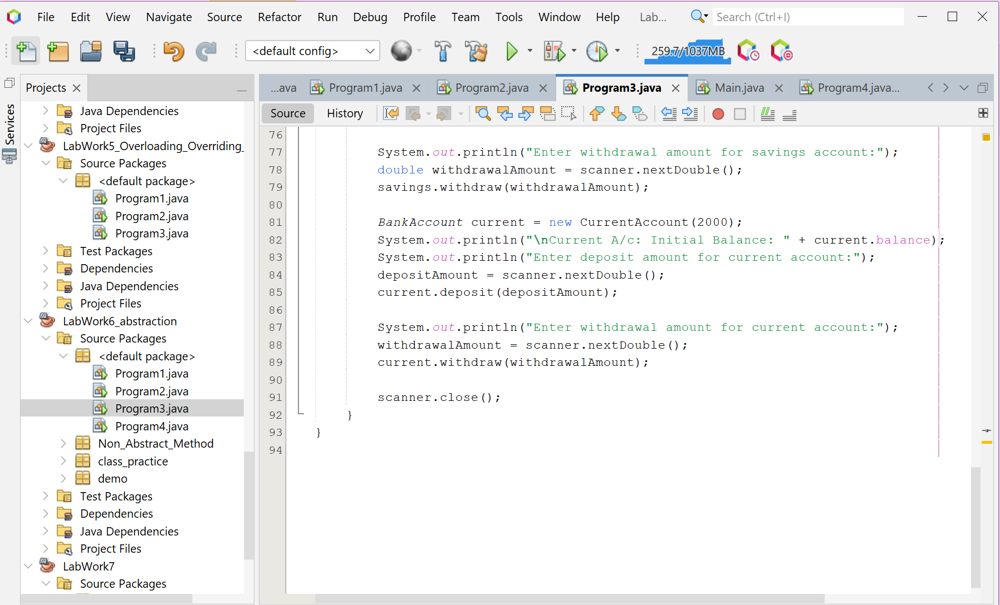 File Edit View Navigate Source Refactor Run Debug Profile Team Tools Window Help Lab... Search (Ctrl+I)
<default config> 259.7/1037MB
Services
Projects
Java Dependencies
Project Files
LabWork5_Overloading_Overriding_
Source Packages
<default package>
Program1.java
Program2.java
Program3.java
Test Packages
Dependencies
Java Dependencies
Project Files
LabWork6_abstraction
Source Packages
<default package>
Program1.java
Program2.java
Program3.java
Program4.java
Non_Abstract_Method
class_practice
demo
Test Packages
Dependencies
Java Dependencies
Project Files
LabWork7
Source Packages
...ava Program1.java Program2.java Program3.java Main.java Program4.java...
Source History
76
77 System.out.println("Enter withdrawal amount for savings account:");
78 double withdrawalAmount = scanner.nextDouble();
79 savings.withdraw(withdrawalAmount);
80
81 BankAccount current = new CurrentAccount(2000);
82 System.out.println("\nCurrent A/c: Initial Balance: " + current.balance);
83 System.out.println("Enter deposit amount for current account:");
84 depositAmount = scanner.nextDouble();
85 current.deposit(depositAmount);
86
87 System.out.println("Enter withdrawal amount for current account:");
88 withdrawalAmount = scanner.nextDouble();
89 current.withdraw(withdrawalAmount);
90
91 scanner.close();
92 }
93 }
94